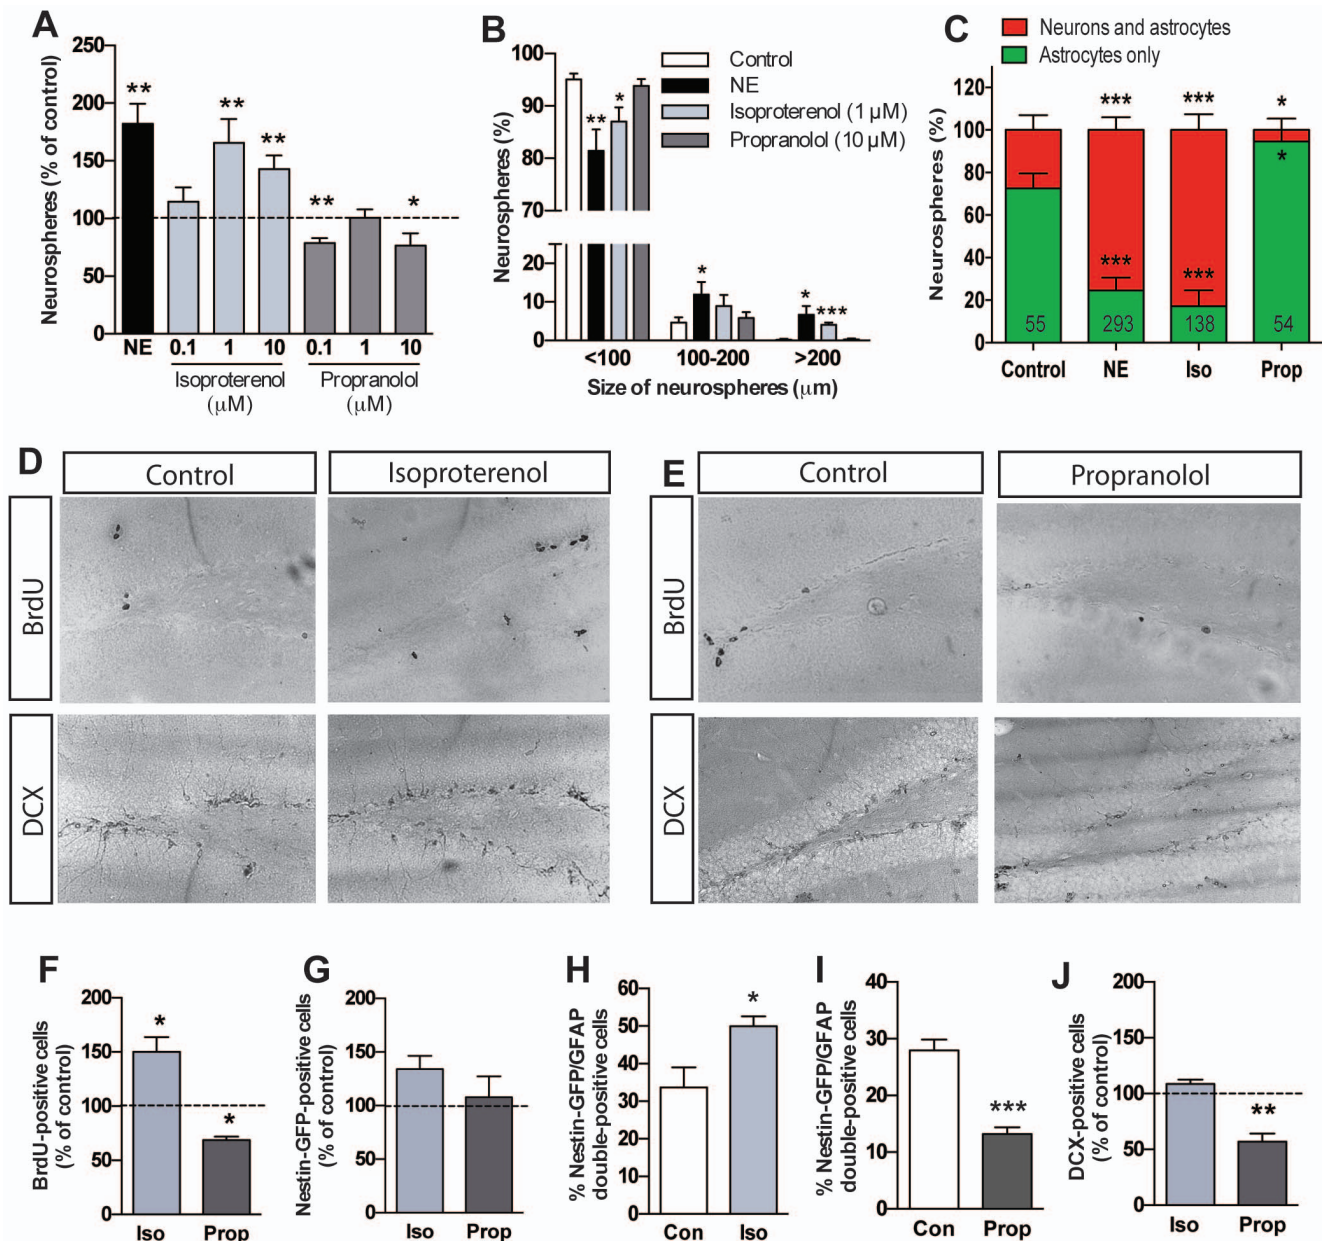 A
Neurospheres (% of control)
250
200
150
100
50
0
**
**
**
**
*
NE
0.1
1
10
0.1
1
10
Isoproterenol
(μM)
Propranolol
(μM)
B
Neurospheres (%)
100
90
80
70
20
10
0
**
*
*
*
***
Control
NE
Isoproterenol (1 μM)
Propranolol (10 μM)
<100
100-200
>200
Size of neurospheres (μm)
C
Neurons and astrocytes
Astrocytes only
Neurospheres (%)
120
100
80
60
40
20
0
***
***
*
*
***
***
55
293
138
54
Control
NE
Iso
Prop
D
Control
Isoproterenol
BrdU
DCX
E
Control
Propranolol
BrdU
DCX
F
BrdU-positive cells
(% of control)
200
150
100
50
0
*
*
Iso
Prop
G
Nestin-GFP-positive cells
(% of control)
200
150
100
50
0
Iso
Prop
H
% Nestin-GFP/GFAP
double-positive cells
60
50
40
30
20
10
0
*
Con
Iso
I
% Nestin-GFP/GFAP
double-positive cells
40
30
20
10
0
***
Con
Prop
J
DCX-positive cells
(% of control)
200
150
100
50
0
**
Iso
Prop